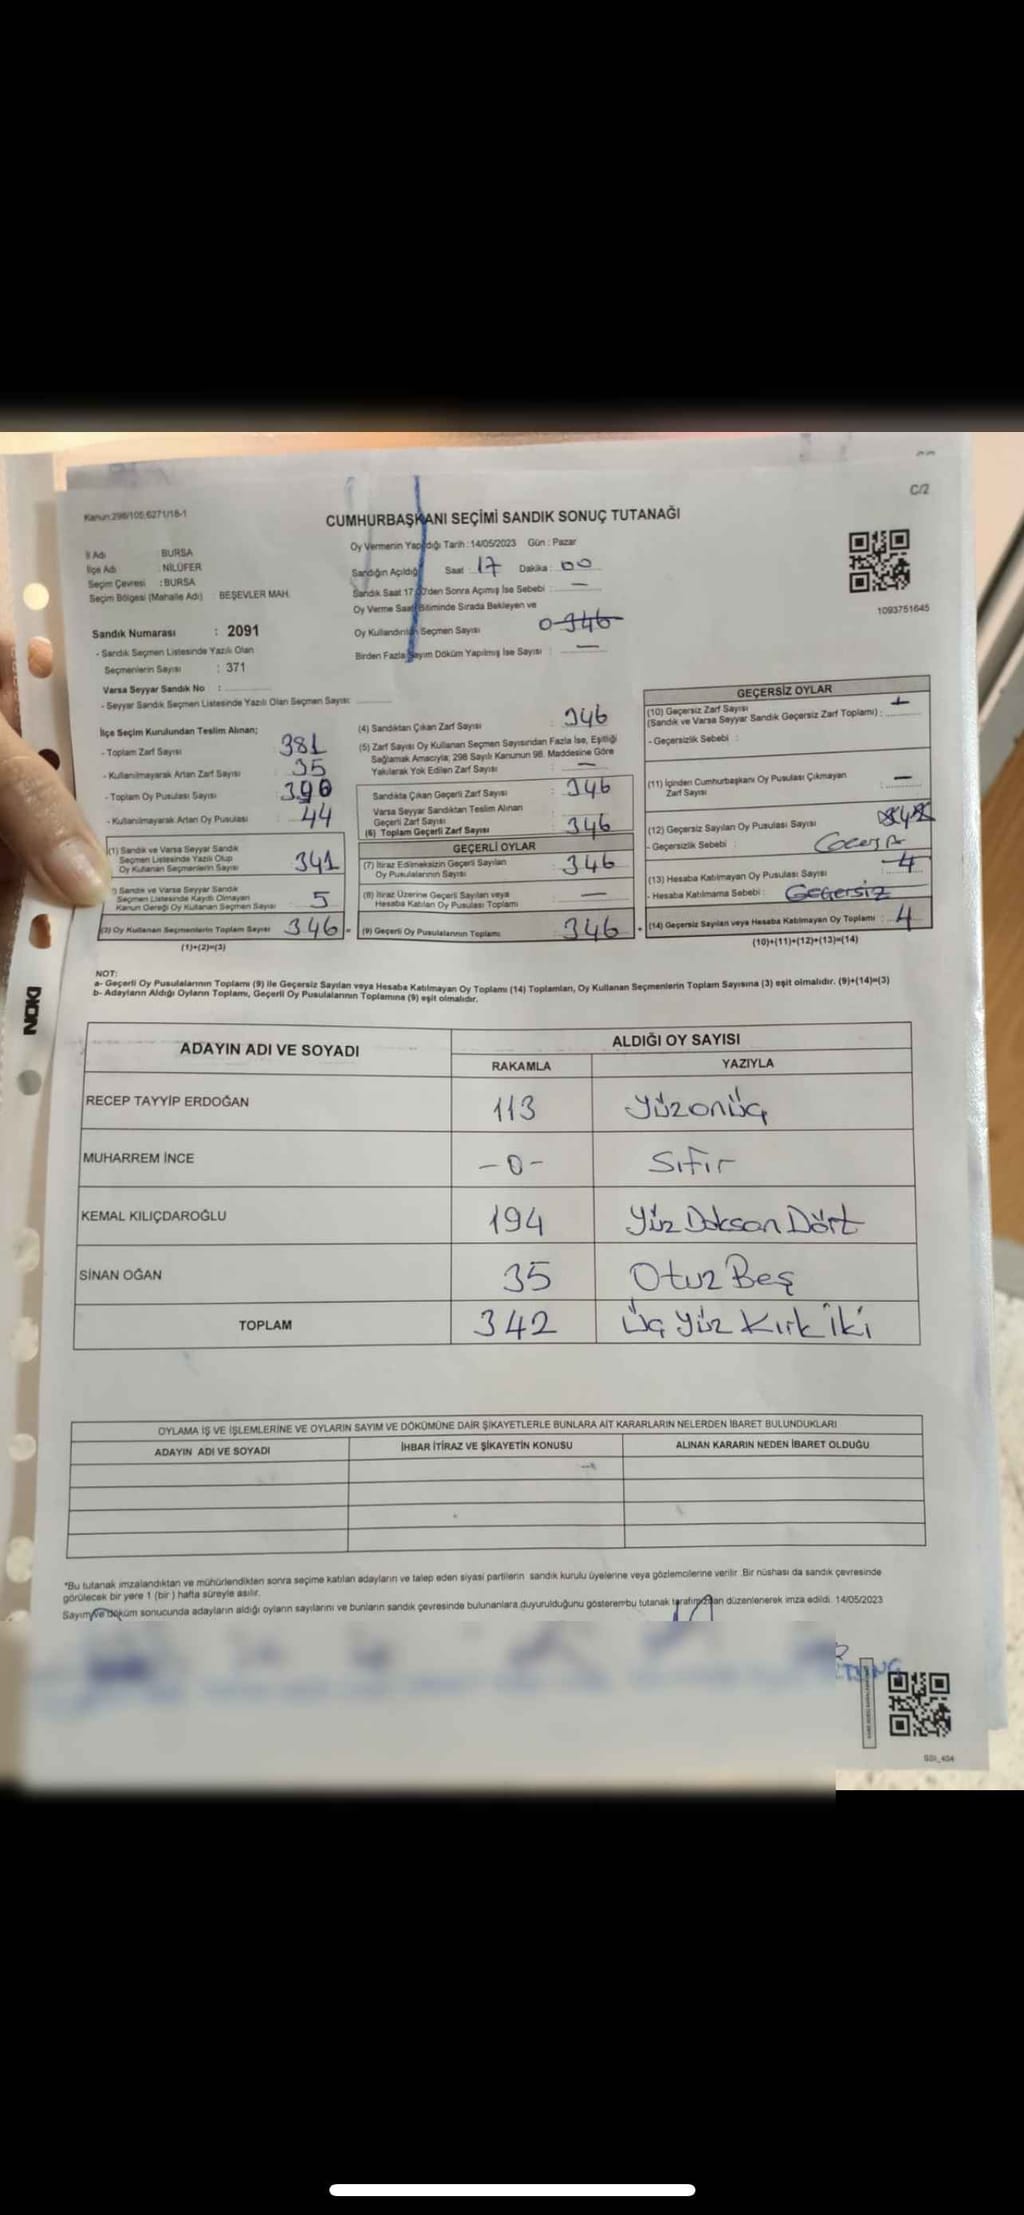 C/2
Kanun:298/105,6271/18-1
CUMHURBAŞKANI SEÇİMİ SANDIK SONUÇ TUTANAĞI
İl Adı : BURSA
İlçe Adı : NİLÜFER
Seçim Çevresi : BURSA
Seçim Bölgesi (Mahalle Adı) : BEŞEVLER MAH.
Sandık Numarası : 2091
- Sandık Seçmen Listesinde Yazılı Olan
Seçmenlerin Sayısı : 371
Varsa Seyyar Sandık No :
- Seyyar Sandık Seçmen Listesinde Yazılı Olan Seçmen Sayısı:
Oy Vermenin Yapıldığı Tarih :14/05/2023 Gün : Pazar
Sandığın Açıldığı Saat : 17 Dakika : 00
Sandık Saat 17:00'den Sonra Açımış İse Sebebi : —
Oy Verme Saati Bitiminde Sırada Bekleyen ve
Oy Kullandırılan Seçmen Sayısı 0 346
Birden Fazla Sayım Döküm Yapılmış İse Sayısı : —
1093751645
İlçe Seçim Kurulundan Teslim Alınan;
- Toplam Zarf Sayısı : 381
- Kullanılmayarak Artan Zarf Sayısı : 35
- Toplam Oy Pusulası Sayısı : 390
- Kullanılmayarak Artan Oy Pusulası : 44
(1) Sandık ve Varsa Seyyar Sandık
Seçmen Listesinde Yazılı Olup
Oy Kullanan Seçmenlerin Sayısı : 341
Sandık ve Varsa Seyyar Sandık
Seçmen Listesinde Kaydı Olmayan
Kanun Gereği Oy Kullanan Seçmen Sayısı : 5
(3) Oy Kullanan Seçmenlerin Toplam Sayısı : 346 =
(1)+(2)=(3)
(4) Sandıktan Çıkan Zarf Sayısı : 346
(5) Zarf Sayısı Oy Kullanan Seçmen Sayısından Fazla İse, Eşitliği
Sağlamak Amacıyla; 298 Sayılı Kanunun 98. Maddesine Göre
Yakılarak Yok Edilen Zarf Sayısı : —
Sandıkta Çıkan Geçerli Zarf Sayısı : 346
Varsa Seyyar Sandıktan Teslim Alınan
Geçerli Zarf Sayısı :
(6) Toplam Geçerli Zarf Sayısı : 346
GEÇERLİ OYLAR
(7) İtiraz Edilmeksizin Geçerli Sayılan
Oy Pusulalarının Sayısı : 346
(8) İtiraz Üzerine Geçerli Sayılan veya
Hesaba Katılan Oy Pusulası Toplamı : —
(9) Geçerli Oy Pusulalarının Toplamı : 346 +
GEÇERSİZ OYLAR
(10) Geçersiz Zarf Sayısı
(Sandık ve Varsa Seyyar Sandık Geçersiz Zarf Toplamı) :
- Geçersizlik Sebebi :
(11) İçinden Cumhurbaşkanı Oy Pusulası Çıkmayan
Zarf Sayısı : —
(12) Geçersiz Sayılan Oy Pusulası Sayısı
- Geçersizlik Sebebi :
(13) Hesaba Katılmayan Oy Pusulası Sayısı : 4
- Hesaba Katılmama Sebebi : Geçersiz
(14) Geçersiz Sayılan veya Hesaba Katılmayan Oy Toplamı : 4
(10)+(11)+(12)+(13)=(14)
NOT:
a- Geçerli Oy Pusulalarının Toplamı (9) ile Geçersiz Sayılan veya Hesaba Katılmayan Oy Toplamı (14) Toplamları, Oy Kullanan Seçmenlerin Toplam Sayısına (3) eşit olmalıdır. (9)+(14)=(3)
b- Adayların Aldığı Oyların Toplamı, Geçerli Oy Pusulalarının Toplamına (9) eşit olmalıdır.
ADAYIN ADI VE SOYADI ALDIĞI OY SAYISI
RAKAMLA YAZIYLA
RECEP TAYYİP ERDOĞAN 113 Yüzonüç
MUHARREM İNCE -0- Sıfır
KEMAL KILIÇDAROĞLU 194 Yüz Doksan Dört
SİNAN OĞAN 35 Otuz Beş
TOPLAM 342 Üç Yüz Kırk İki
OYLAMA İŞ VE İŞLEMLERİNE VE OYLARIN SAYIM VE DÖKÜMÜNE DAİR ŞİKAYETLERLE BUNLARA AİT KARARLARIN NELERDEN İBARET BULUNDUKLARI
ADAYIN ADI VE SOYADI İHBAR İTİRAZ VE ŞİKAYETİN KONUSU ALINAN KARARIN NEDEN İBARET OLDUĞU
*Bu tutanak imzalandıktan ve mühürlendikten sonra seçime katılan adayların ve talep eden siyasi partilerin sandık kurulu üyelerine veya gözlemcilerine verilir .Bir nüshası da sandık çevresinde
görülecek bir yere 1 (bir ) hafta süreyle asılır.
Sayım ve döküm sonucunda adayların aldığı oyların sayılarını ve bunların sandık çevresinde bulunanlara duyurulduğunu gösteren bu tutanak tarafımızdan düzenlenerek imza edildi. 14/05/2023